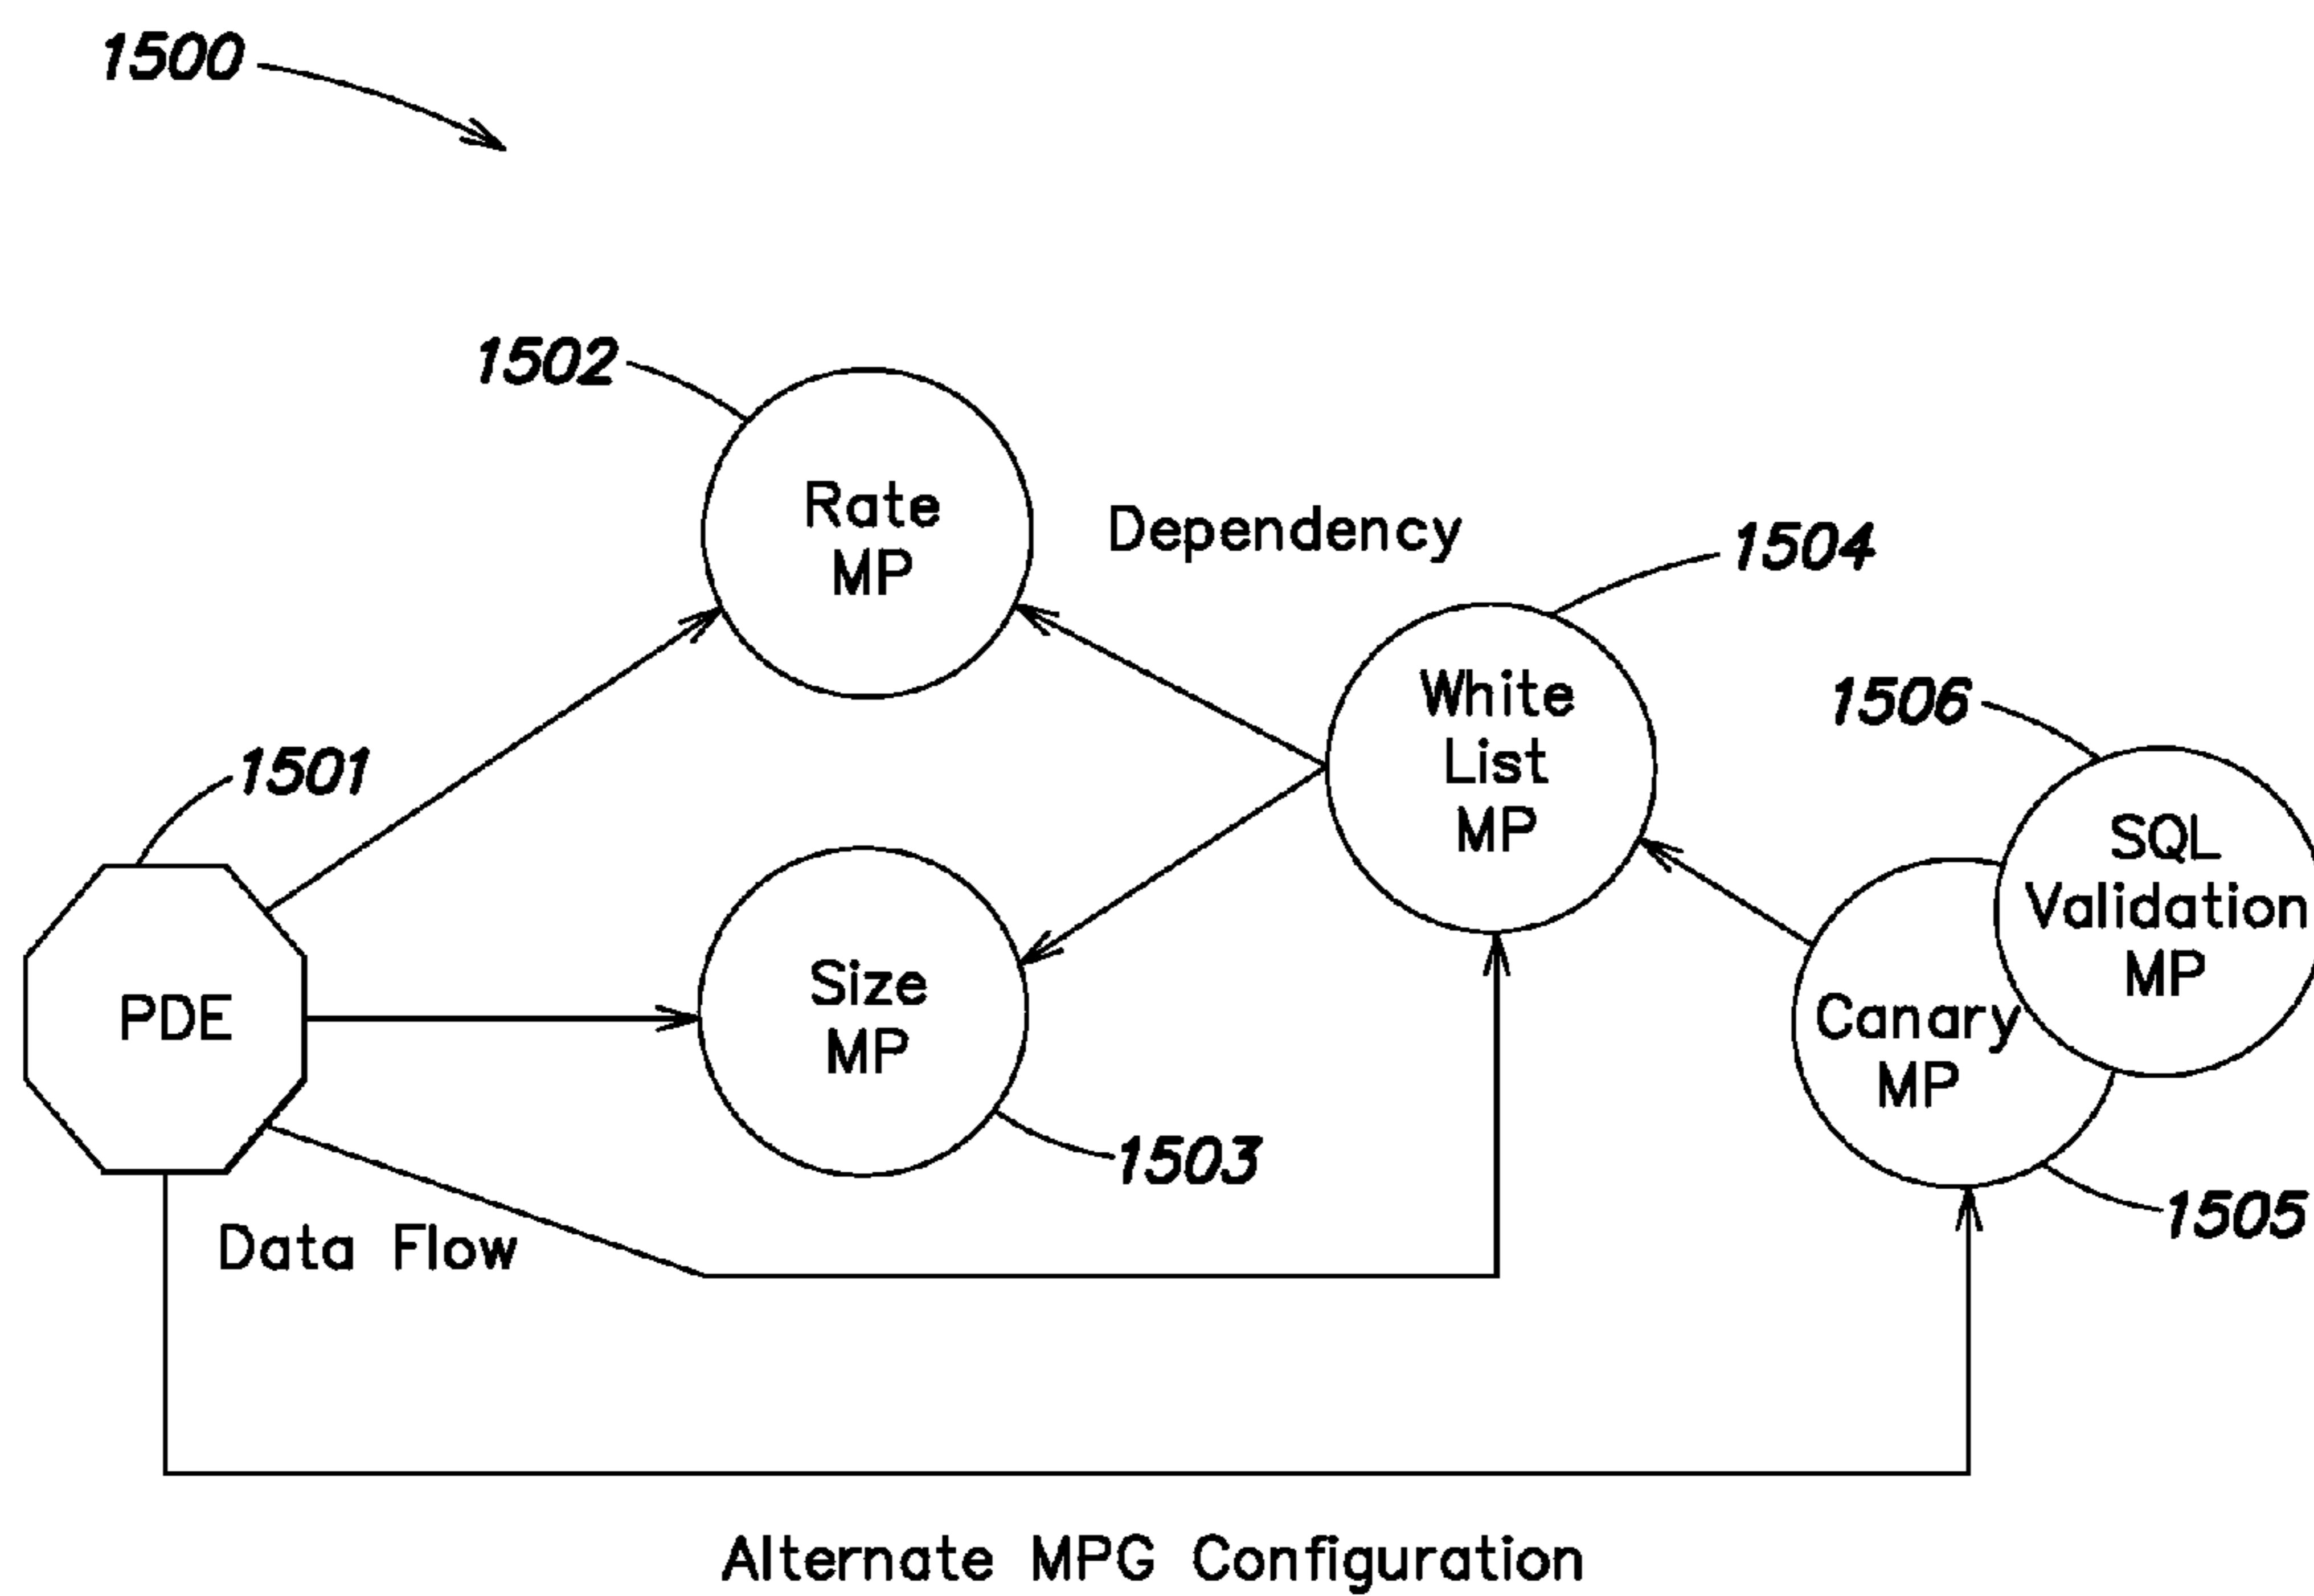 1500
1502
Rate
MP
Dependency
1504
White
List
MP
1506
SQL
Validation
MP
1501
PDE
Size
MP
Canary
MP
1503
1505
Data Flow
Alternate MPG Configuration